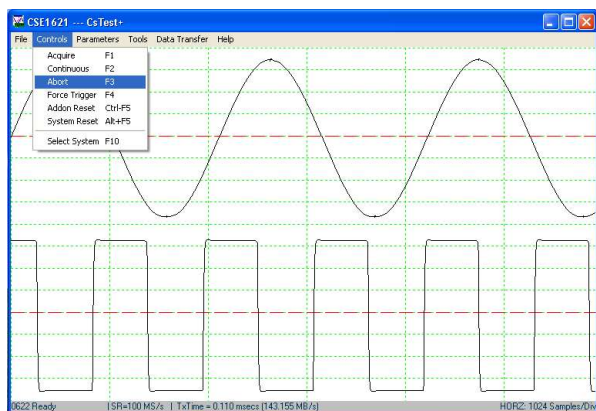 CSE1621 --- CsTest+
File Controls Parameters Tools Data Transfer Help
Acquire F1
Continuous F2
Abort F3
Force Trigger F4
Addon Reset Ctrl-F5
System Reset Alt+F5
Select System F10
0622 Ready | SR=100 MS/s | TxTime = 0.110 msecs (143.155 MB/s) HORZ: 1024 Samples/Div